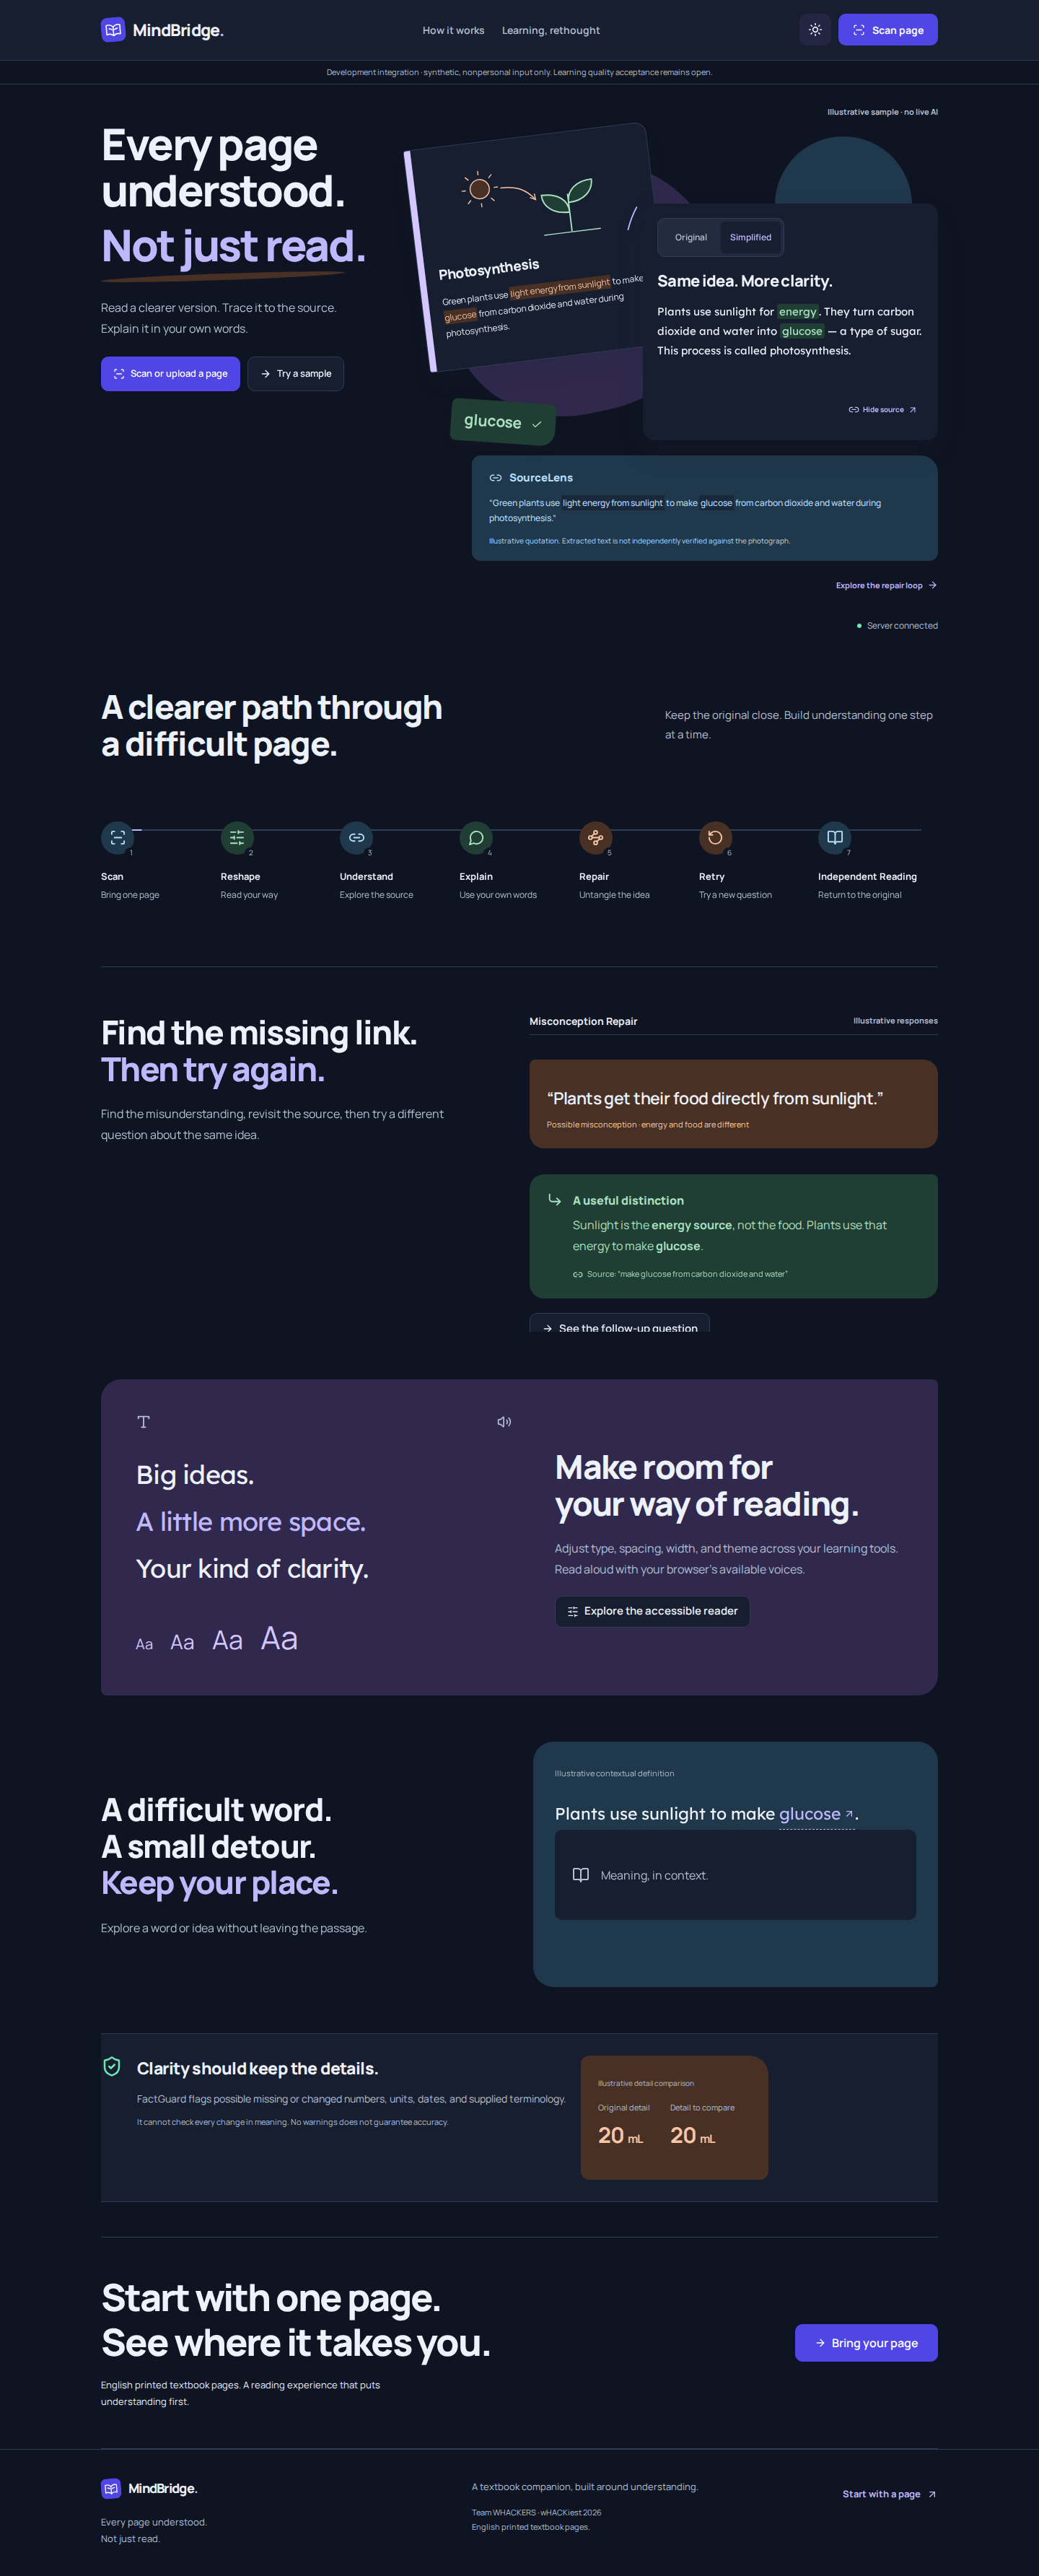 MindBridge.
How it works
Learning, rethought
Scan page
Development integration · synthetic, nonpersonal input only. Learning quality acceptance remains open.
Illustrative sample · no live AI
Every page
understood.
Not just read.
Read a clearer version. Trace it to the source.
Explain it in your own words.
Scan or upload a page
Try a sample
Photosynthesis
Green plants use light energy from sunlight to make
glucose from carbon dioxide and water during
photosynthesis.
glucose
Original
Simplified
Same idea. More clarity.
Plants use sunlight for energy. They turn carbon
dioxide and water into glucose — a type of sugar.
This process is called photosynthesis.
Hide source
SourceLens
"Green plants use light energy from sunlight to make glucose from carbon dioxide and water during
photosynthesis."
Illustrative quotation. Extracted text is not independently verified against the photograph.
Explore the repair loop
Server connected
A clearer path through
a difficult page.
Keep the original close. Build understanding one step
at a time.
1
2
3
4
5
6
7
Scan
Reshape
Understand
Explain
Repair
Retry
Independent Reading
Bring one page
Read your way
Explore the source
Use your own words
Untangle the idea
Try a new question
Return to the original
Find the missing link.
Then try again.
Find the misunderstanding, revisit the source, then try a different
question about the same idea.
Misconception Repair
Illustrative responses
“Plants get their food directly from sunlight.”
Possible misconception · energy and food are different
A useful distinction
Sunlight is the energy source, not the food. Plants use that
energy to make glucose.
Source: “make glucose from carbon dioxide and water”
See the follow-up question
Big ideas.
A little more space.
Your kind of clarity.
Aa Aa Aa Aa
Make room for
your way of reading.
Adjust type, spacing, width, and theme across your learning tools.
Read aloud with your browser's available voices.
Explore the accessible reader
A difficult word.
A small detour.
Keep your place.
Explore a word or idea without leaving the passage.
Illustrative contextual definition
Plants use sunlight to make glucose.
Meaning, in context.
Clarity should keep the details.
FactGuard flags possible missing or changed numbers, units, dates, and supplied terminology.
It cannot check every change in meaning. No warnings does not guarantee accuracy.
Illustrative detail comparison
Original detail
Detail to compare
20 mL
20 mL
Start with one page.
See where it takes you.
English printed textbook pages. A reading experience that puts
understanding first.
Bring your page
MindBridge.
Every page understood.
Not just read.
A textbook companion, built around understanding.
Team WHACKERS · wHACKiest 2026
English printed textbook pages.
Start with a page